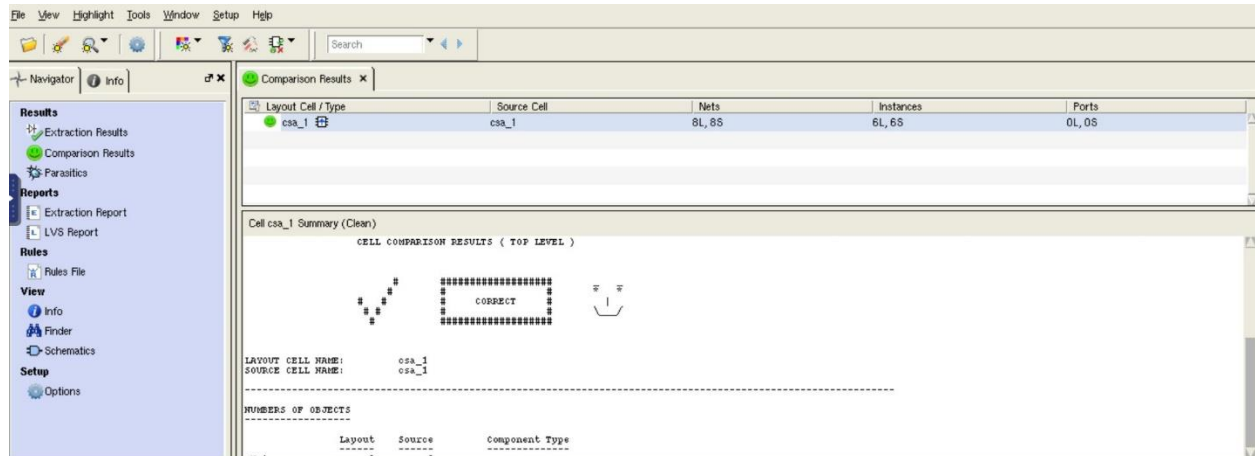 File View Highlight Tools Window Setup Help
Search
Navigator Info
Results
Extraction Results
Comparison Results
Parasitics
Reports
Extraction Report
LVS Report
Rules
Rules File
View
Info
Finder
Schematics
Setup
Options
Comparison Results
Layout Cell / Type Source Cell Nets Instances Ports
csa_1 csa_1 8L, 8S 6L, 6S 0L, 0S
Cell csa_1 Summary (Clean)
CELL COMPARISON RESULTS ( TOP LEVEL )
CORRECT
LAYOUT CELL NAME: csa_1
SOURCE CELL NAME: csa_1
NUMBERS OF OBJECTS
Layout Source Component Type